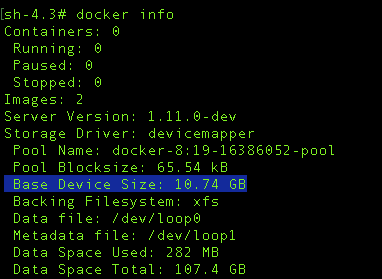 [sh-4.3# docker info
Containers: 0
Running: 0
Paused: 0
Stopped: 0
Images: 2
Server Version: 1.11.0-dev
Storage Driver: devicemapper
Pool Name: docker-8:19-16386052-pool
Pool Blocksize: 65.54 kB
Base Device Size: 10.74 GB
Backing Filesystem: xfs
Data file: /dev/loop0
Metadata file: /dev/loop1
Data Space Used: 282 MB
Data Space Total: 107.4 GB